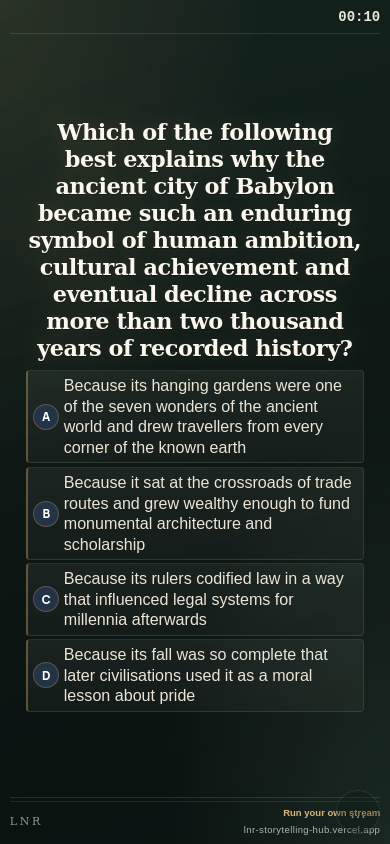 00:10
Which of the following
best explains why the
ancient city of Babylon
became such an enduring
symbol of human ambition,
cultural achievement and
eventual decline across
more than two thousand
years of recorded history?
A
Because its hanging gardens were one
of the seven wonders of the ancient
world and drew travellers from every
corner of the known earth
B
Because it sat at the crossroads of trade
routes and grew wealthy enough to fund
monumental architecture and
scholarship
C
Because its rulers codified law in a way
that influenced legal systems for
millennia afterwards
D
Because its fall was so complete that
later civilisations used it as a moral
lesson about pride
LNR
Run your own stream
lnr-storytelling-hub.vercel.app